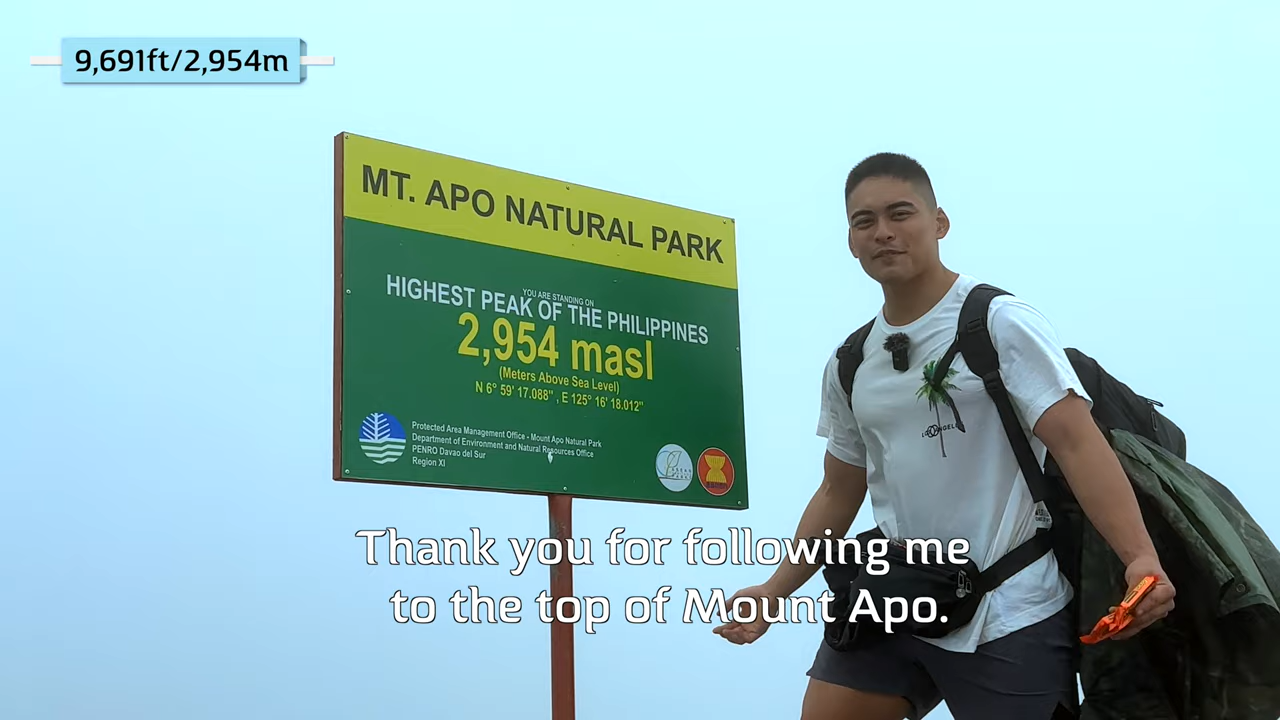 9,691ft/2,954m
MT. APO NATURAL PARK
YOU ARE STANDING ON
HIGHEST PEAK OF THE PHILIPPINES
2,954 masl
(Meters Above Sea Level)
N 6° 59' 17.088" , E 125° 16' 18.012"
Protected Area Management Office - Mount Apo Natural Park
Department of Environment and Natural Resources Office
PENRO Davao del Sur
Region XI
Thank you for following me
to the top of Mount Apo.